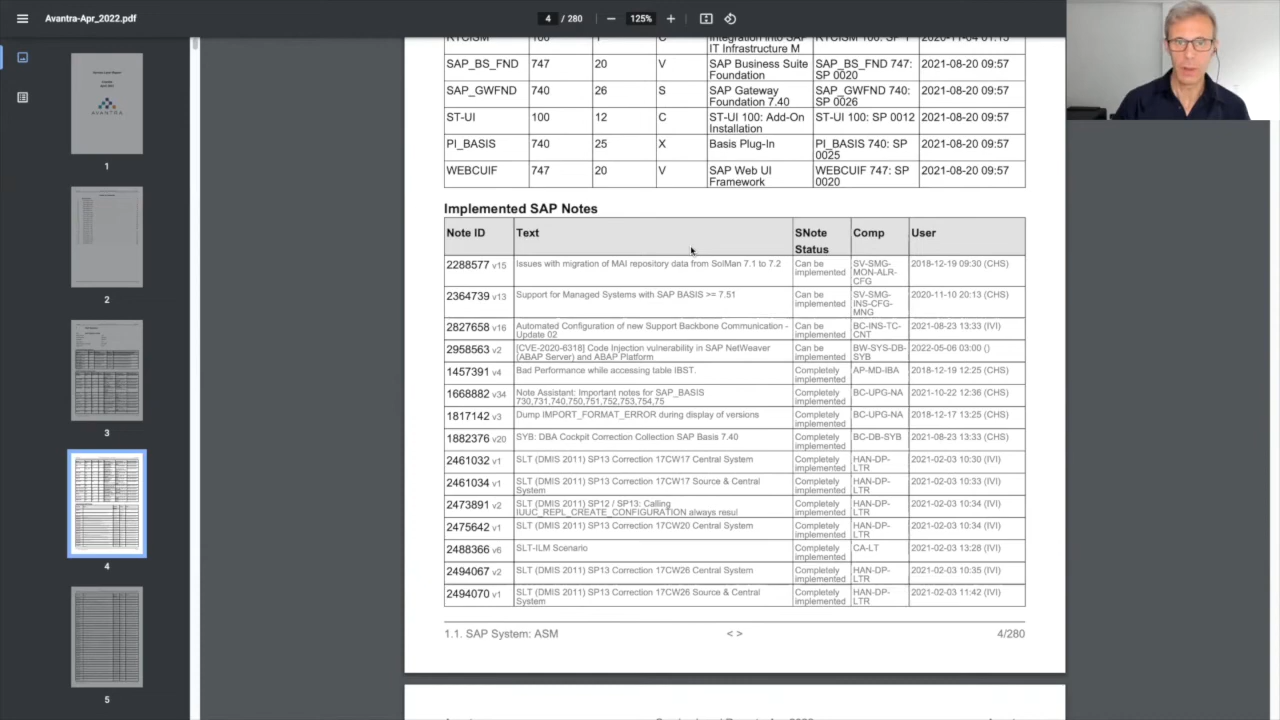 Avantra-Apr_2022.pdf
4 / 280
125%
1
2
3
4
5
IT Infrastructure M
SAP_BS_FND 747 20 V SAP Business Suite Foundation SAP_BS_FND 747: SP 0020 2021-08-20 09:57
SAP_GWFND 740 26 S SAP Gateway Foundation 7.40 SAP_GWFND 740: SP 0026 2021-08-20 09:57
ST-UI 100 12 C ST-UI 100: Add-On Installation ST-UI 100: SP 0012 2021-08-20 09:57
PI_BASIS 740 25 X Basis Plug-In PI_BASIS 740: SP 0025 2021-08-20 09:57
WEBCUIF 747 20 V SAP Web UI Framework WEBCUIF 747: SP 0020 2021-08-20 09:57
Implemented SAP Notes
Note ID Text SNote Status Comp User
2288577 v15 Issues with migration of MAI repository data from SolMan 7.1 to 7.2 Can be implemented SV-SMG-MON-ALR-CFG 2018-12-19 09:30 (CHS)
2364739 v13 Support for Managed Systems with SAP BASIS >= 7.51 Can be implemented SV-SMG-INS-CFG-MNG 2020-11-10 20:13 (CHS)
2827658 v16 Automated Configuration of new Support Backbone Communication - Update 02 Can be implemented BC-INS-TC-CNT 2021-08-23 13:33 (IVI)
2958563 v2 [CVE-2020-6318] Code Injection vulnerability in SAP NetWeaver (ABAP Server) and ABAP Platform Can be implemented BW-SYS-DB-SYB 2022-05-06 03:00 ()
1457391 v4 Bad Performance while accessing table IBST. Completely implemented AP-MD-IBA 2018-12-19 12:25 (CHS)
1668882 v34 Note Assistant: Important notes for SAP_BASIS 730,731,740,750,751,752,753,754,75 Completely implemented BC-UPG-NA 2021-10-22 12:36 (CHS)
1817142 v3 Dump IMPORT_FORMAT_ERROR during display of versions Completely implemented BC-UPG-NA 2018-12-17 13:25 (CHS)
1882376 v20 SYB: DBA Cockpit Correction Collection SAP Basis 7.40 Completely implemented BC-DB-SYB 2021-08-23 13:33 (CHS)
2461032 v1 SLT (DMIS 2011) SP13 Correction 17CW17 Central System Completely implemented HAN-DP-LTR 2021-02-03 10:30 (IVI)
2461034 v1 SLT (DMIS 2011) SP13 Correction 17CW17 Source & Central System Completely implemented HAN-DP-LTR 2021-02-03 10:33 (IVI)
2473891 v2 SLT (DMIS 2011) SP12 / SP13: Calling IUUC_REPL_CREATE_CONFIGURATION always resul Completely implemented HAN-DP-LTR 2021-02-03 10:34 (IVI)
2475642 v1 SLT (DMIS 2011) SP13 Correction 17CW20 Central System Completely implemented HAN-DP-LTR 2021-02-03 10:34 (IVI)
2488366 v6 SLT-ILM Scenario Completely implemented CA-LT 2021-02-03 13:28 (IVI)
2494067 v2 SLT (DMIS 2011) SP13 Correction 17CW26 Central System Completely implemented HAN-DP-LTR 2021-02-03 10:35 (IVI)
2494070 v1 SLT (DMIS 2011) SP13 Correction 17CW26 Source & Central System Completely implemented HAN-DP-LTR 2021-02-03 11:42 (IVI)
1.1. SAP System: ASM < > 4/280
AVANTRA